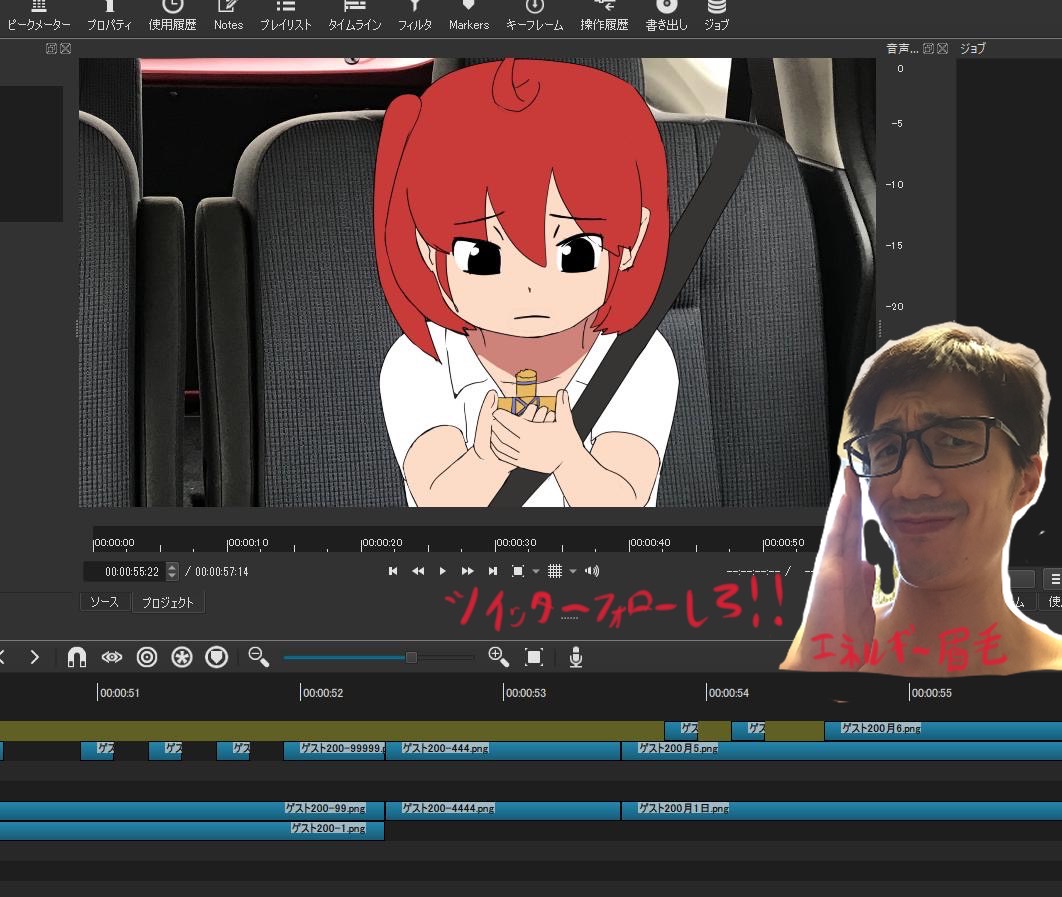 ピークメーター プロパティ 使用履歴 Notes プレイリスト タイムライン フィルタ Markers キーフレーム 操作履歴 書き出し ジョブ
音声... ジョブ
0
-5
-10
-15
-20
00:00:00 00:00:10 00:00:20 00:00:30 00:00:40 00:00:50
00:00:55:22 / 00:00:57:14 --:--:--:-- /
ソース プロジェクト
ツイッターフォローしろ!!
エネルギー眉毛
00:00:51 00:00:52 00:00:53 00:00:54 00:00:55
ゲス ゲス ゲスト200月6.png
ゲス ゲス ゲス ゲスト200-99999.p ゲスト200-444.png ゲスト200月5.png
ゲスト200-99.png ゲスト200-4444.png ゲスト200月1日.png
ゲスト200-1.png